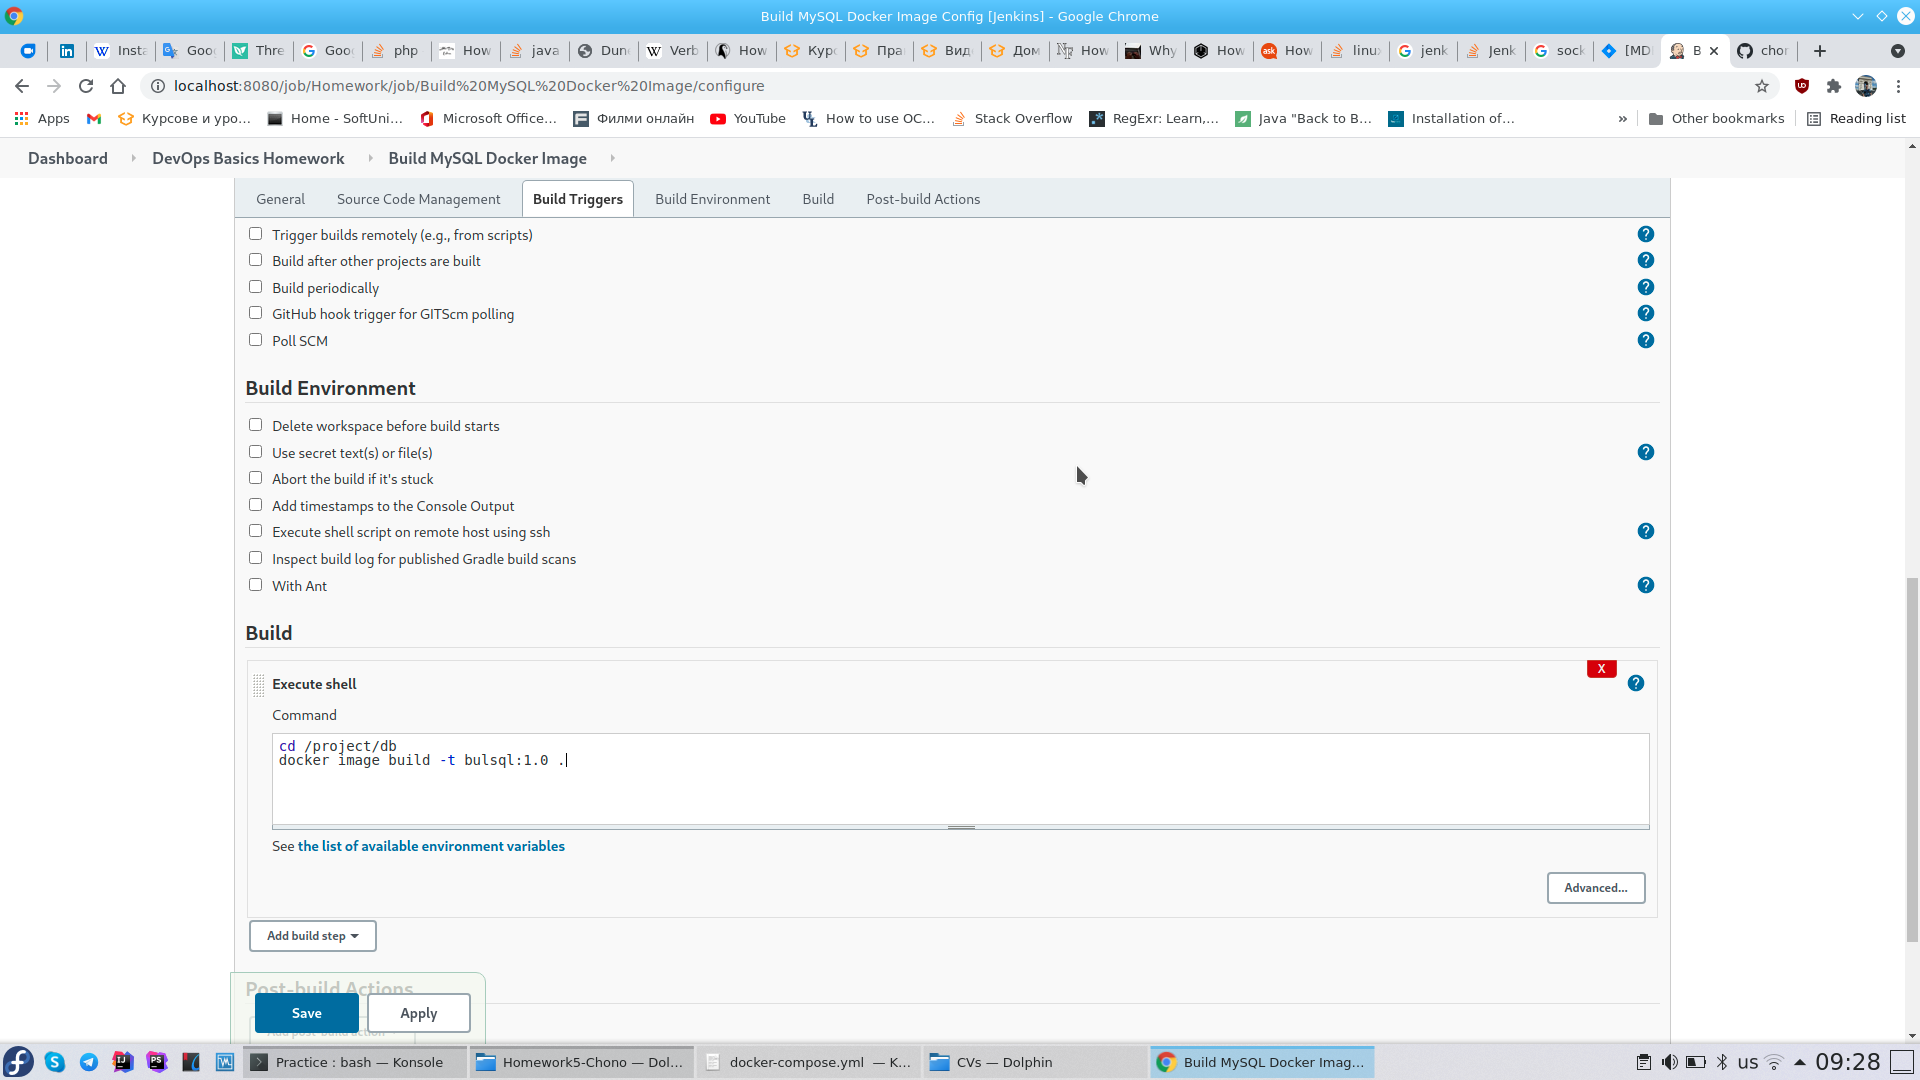 Build MySQL Docker Image Config [Jenkins] - Google Chrome
Insta
Goo
Thre
Goo
php
How
java
Dun
Verb
How
Курс
Пра
Вид
Дом
How
Why
How
How
linux
jenk
Jenk
sock
[MD
B
chor
localhost:8080/job/Homework/job/Build%20MySQL%20Docker%20Image/configure
Apps
Курсове и уро...
Home - SoftUni...
Microsoft Office...
Филми онлайн
YouTube
How to use OC...
Stack Overflow
RegExr: Learn,...
Java "Back to B...
Installation of...
»
Other bookmarks
Reading list
Dashboard
DevOps Basics Homework
Build MySQL Docker Image
General
Source Code Management
Build Triggers
Build Environment
Build
Post-build Actions
Trigger builds remotely (e.g., from scripts)
Build after other projects are built
Build periodically
GitHub hook trigger for GITScm polling
Poll SCM
Build Environment
Delete workspace before build starts
Use secret text(s) or file(s)
Abort the build if it's stuck
Add timestamps to the Console Output
Execute shell script on remote host using ssh
Inspect build log for published Gradle build scans
With Ant
Build
X
Execute shell
Command
cd /project/db
docker image build -t bulsql:1.0 .
See the list of available environment variables
Advanced...
Add build step
Post-build Actions
Save
Apply
Practice : bash — Konsole
Homework5-Chono — Dol...
docker-compose.yml — K...
CVs — Dolphin
Build MySQL Docker Imag...
us
09:28